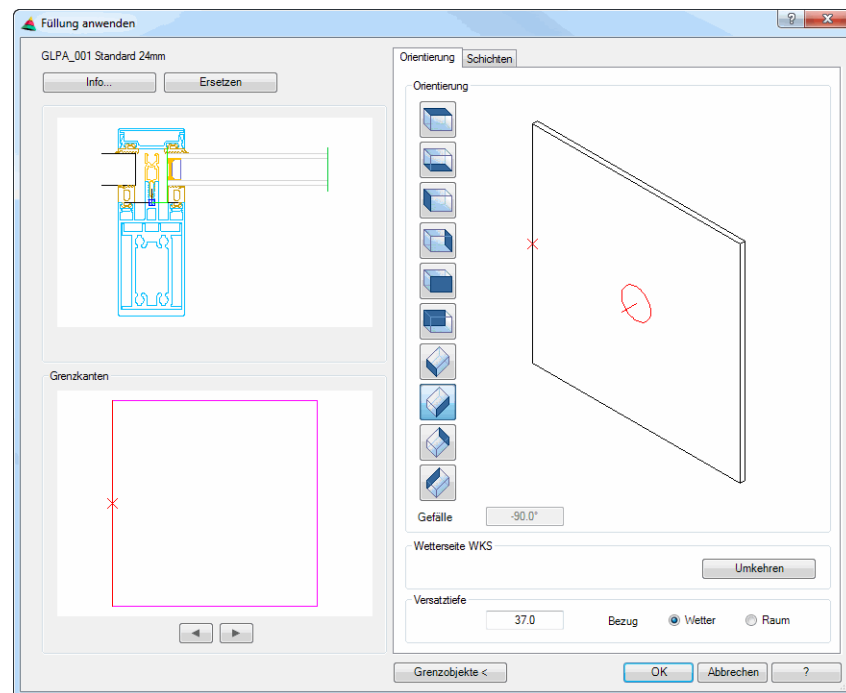 Füllung anwenden
?
GLPA_001 Standard 24mm
Info...
Ersetzen
Grenzkanten
Orientierung
Schichten
Orientierung
Gefälle
-90.0°
Wetterseite WKS
Umkehren
Versatztiefe
37.0
Bezug
Wetter
Raum
Grenzobjekte <
OK
Abbrechen
?